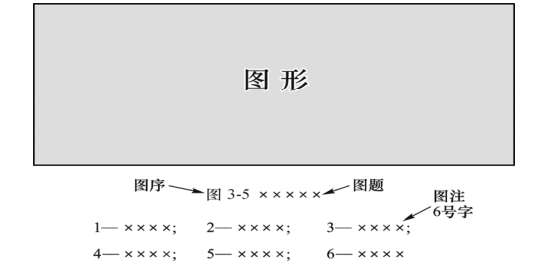 图 形
图序 图 3-5 ××××× 图题
图注
6号字
1— ××××; 2— ××××; 3— ××××;
4— ××××; 5— ××××; 6— ××××